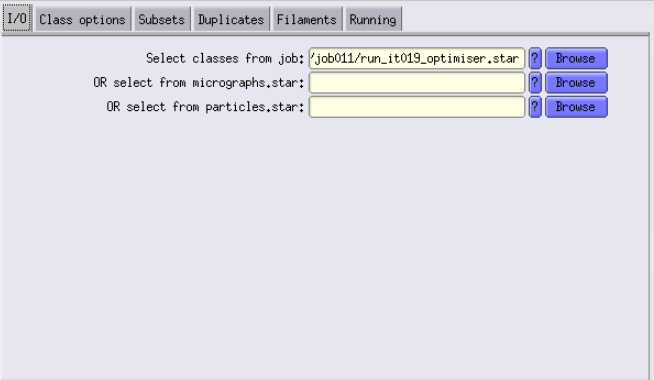 I/O Class options Subsets Duplicates Filaments Running
Select classes from job: /job011/run_it019_optimiser.star ? Browse
OR select from micrographs.star: ? Browse
OR select from particles.star: ? Browse